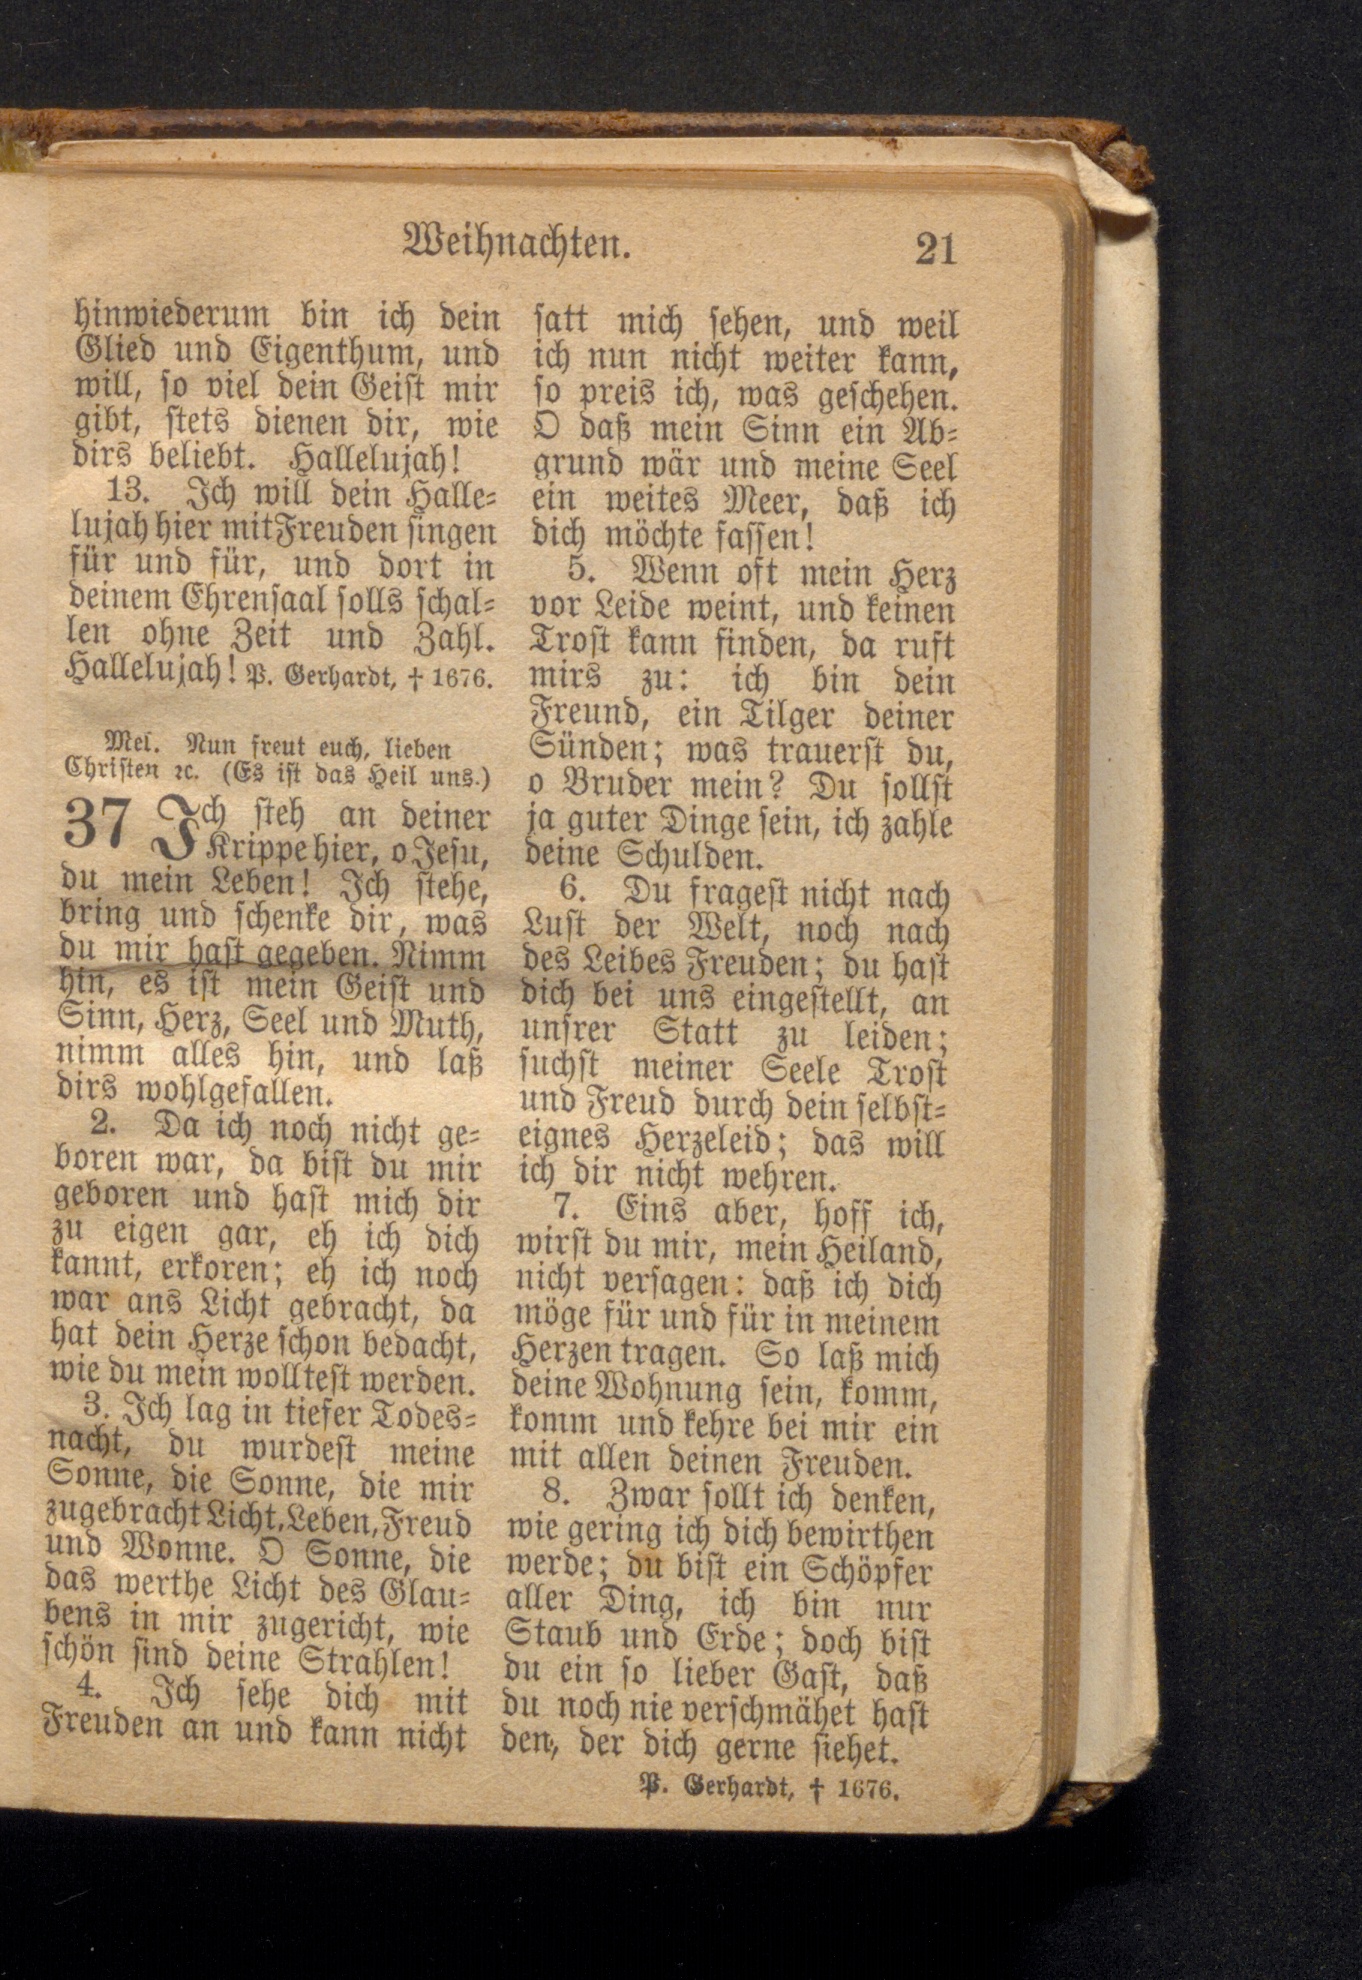 Weihnachten.
21
hinwiederum bin ich dein
Glied und Eigenthum, und
will, so viel dein Geist mir
gibt, stets dienen dir, wie
dirs beliebt. Hallelujah!
13. Ich will dein Halle-
lujah hier mit Freuden singen
für und für, und dort in
deinem Ehrensaal solls schal-
len ohne Zeit und Zahl.
Hallelujah! P. Gerhardt, † 1676.
Mel. Nun freut euch, lieben
Christen ꝛc. (Es ist das Heil uns.)
37 Ich steh an deiner
Krippe hier, o Jesu,
du mein Leben! Ich stehe,
bring und schenke dir, was
du mir hast gegeben. Nimm
hin, es ist mein Geist und
Sinn, Herz, Seel und Muth,
nimm alles hin, und laß
dirs wohlgefallen.
2. Da ich noch nicht ge-
boren war, da bist du mir
geboren und hast mich dir
zu eigen gar, eh ich dich
kannt, erkoren; eh ich noch
war ans Licht gebracht, da
hat dein Herze schon bedacht,
wie du mein wolltest werden.
3. Ich lag in tiefer Todes-
nacht, du wurdest meine
Sonne, die Sonne, die mir
zugebracht Licht, Leben, Freud
und Wonne. O Sonne, die
das werthe Licht des Glau-
bens in mir zugericht, wie
schön sind deine Strahlen!
4. Ich sehe dich mit
Freuden an und kann nicht
satt mich sehen, und weil
ich nun nicht weiter kann,
so preis ich, was geschehen.
O daß mein Sinn ein Ab-
grund wär und meine Seel
ein weites Meer, daß ich
dich möchte fassen!
5. Wenn oft mein Herz
vor Leide weint, und keinen
Trost kann finden, da ruft
mirs zu: ich bin dein
Freund, ein Tilger deiner
Sünden; was trauerst du,
o Bruder mein? Du sollst
ja guter Dinge sein, ich zahle
deine Schulden.
6. Du fragest nicht nach
Lust der Welt, noch nach
des Leibes Freuden; du hast
dich bei uns eingestellt, an
unsrer Statt zu leiden;
suchst meiner Seele Trost
und Freud durch dein selbst-
eignes Herzeleid; das will
ich dir nicht wehren.
7. Eins aber, hoff ich,
wirst du mir, mein Heiland,
nicht versagen: daß ich dich
möge für und für in meinem
Herzen tragen. So laß mich
deine Wohnung sein, komm,
komm und kehre bei mir ein
mit allen deinen Freuden.
8. Zwar sollt ich denken,
wie gering ich dich bewirthen
werde; du bist ein Schöpfer
aller Ding, ich bin nur
Staub und Erde; doch bist
du ein so lieber Gast, daß
du noch nie verschmähet hast
den, der dich gerne siehet.
P. Gerhardt, † 1676.